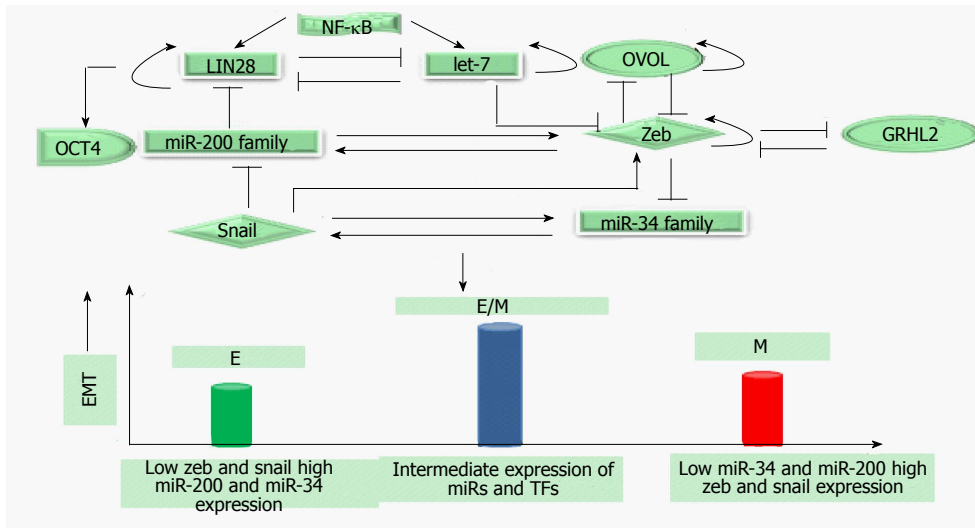 NF-κB
LIN28
let-7
OVOL
OCT4
miR-200 family
Zeb
GRHL2
Snail
miR-34 family
E/M
E
M
EMT
Low zeb and snail high
miR-200 and miR-34
expression
Intermediate expression of
miRs and TFs
Low miR-34 and miR-200 high
zeb and snail expression